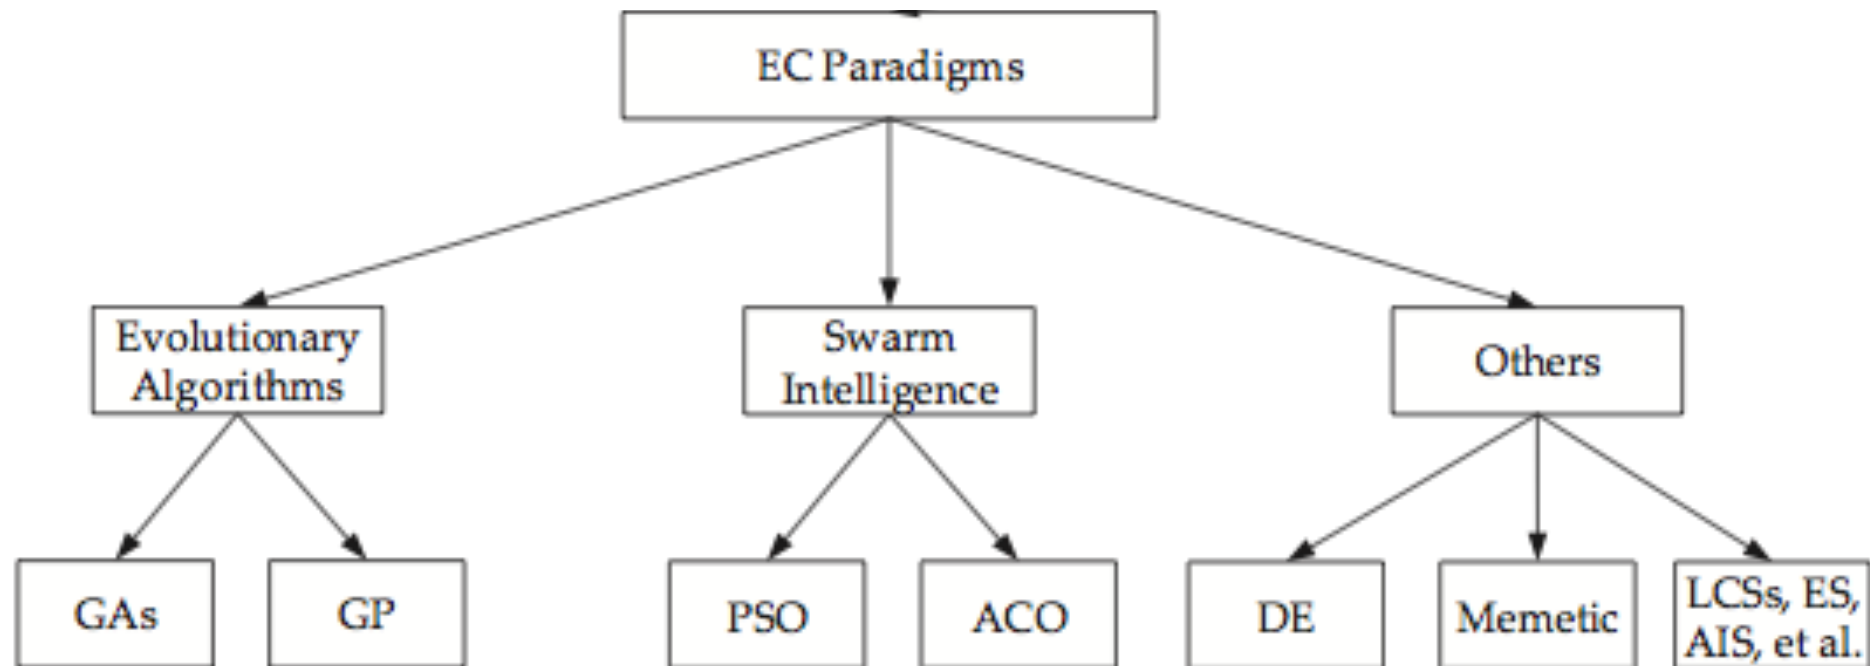 EC Paradigms
Evolutionary
Algorithms
Swarm
Intelligence
Others
GAs
GP
PSO
ACO
DE
Memetic
LCSs, ES,
AIS, et al.